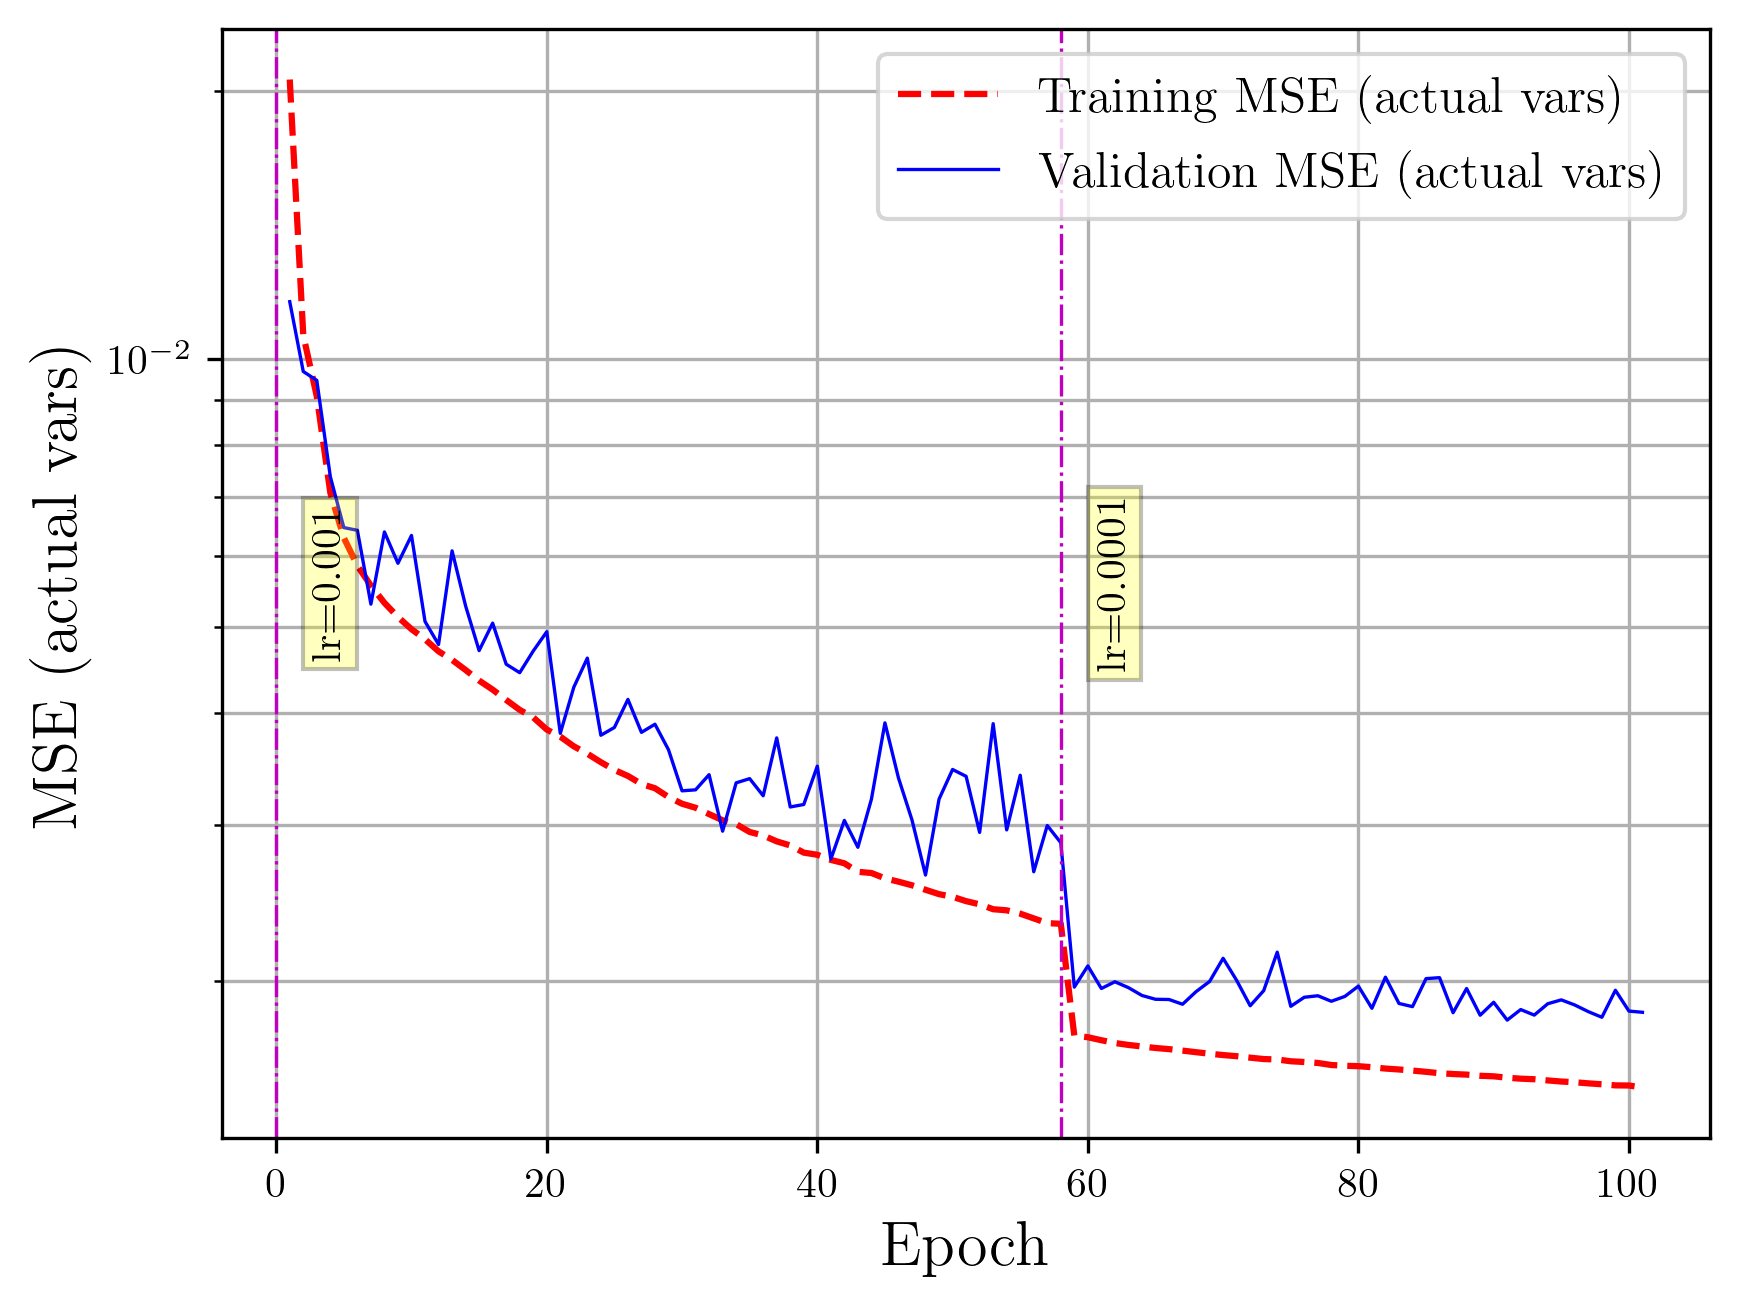 Training MSE (actual vars)
Validation MSE (actual vars)
MSE (actual vars)
10⁻²
lr=0.001
lr=0.0001
0 20 40 60 80 100
Epoch